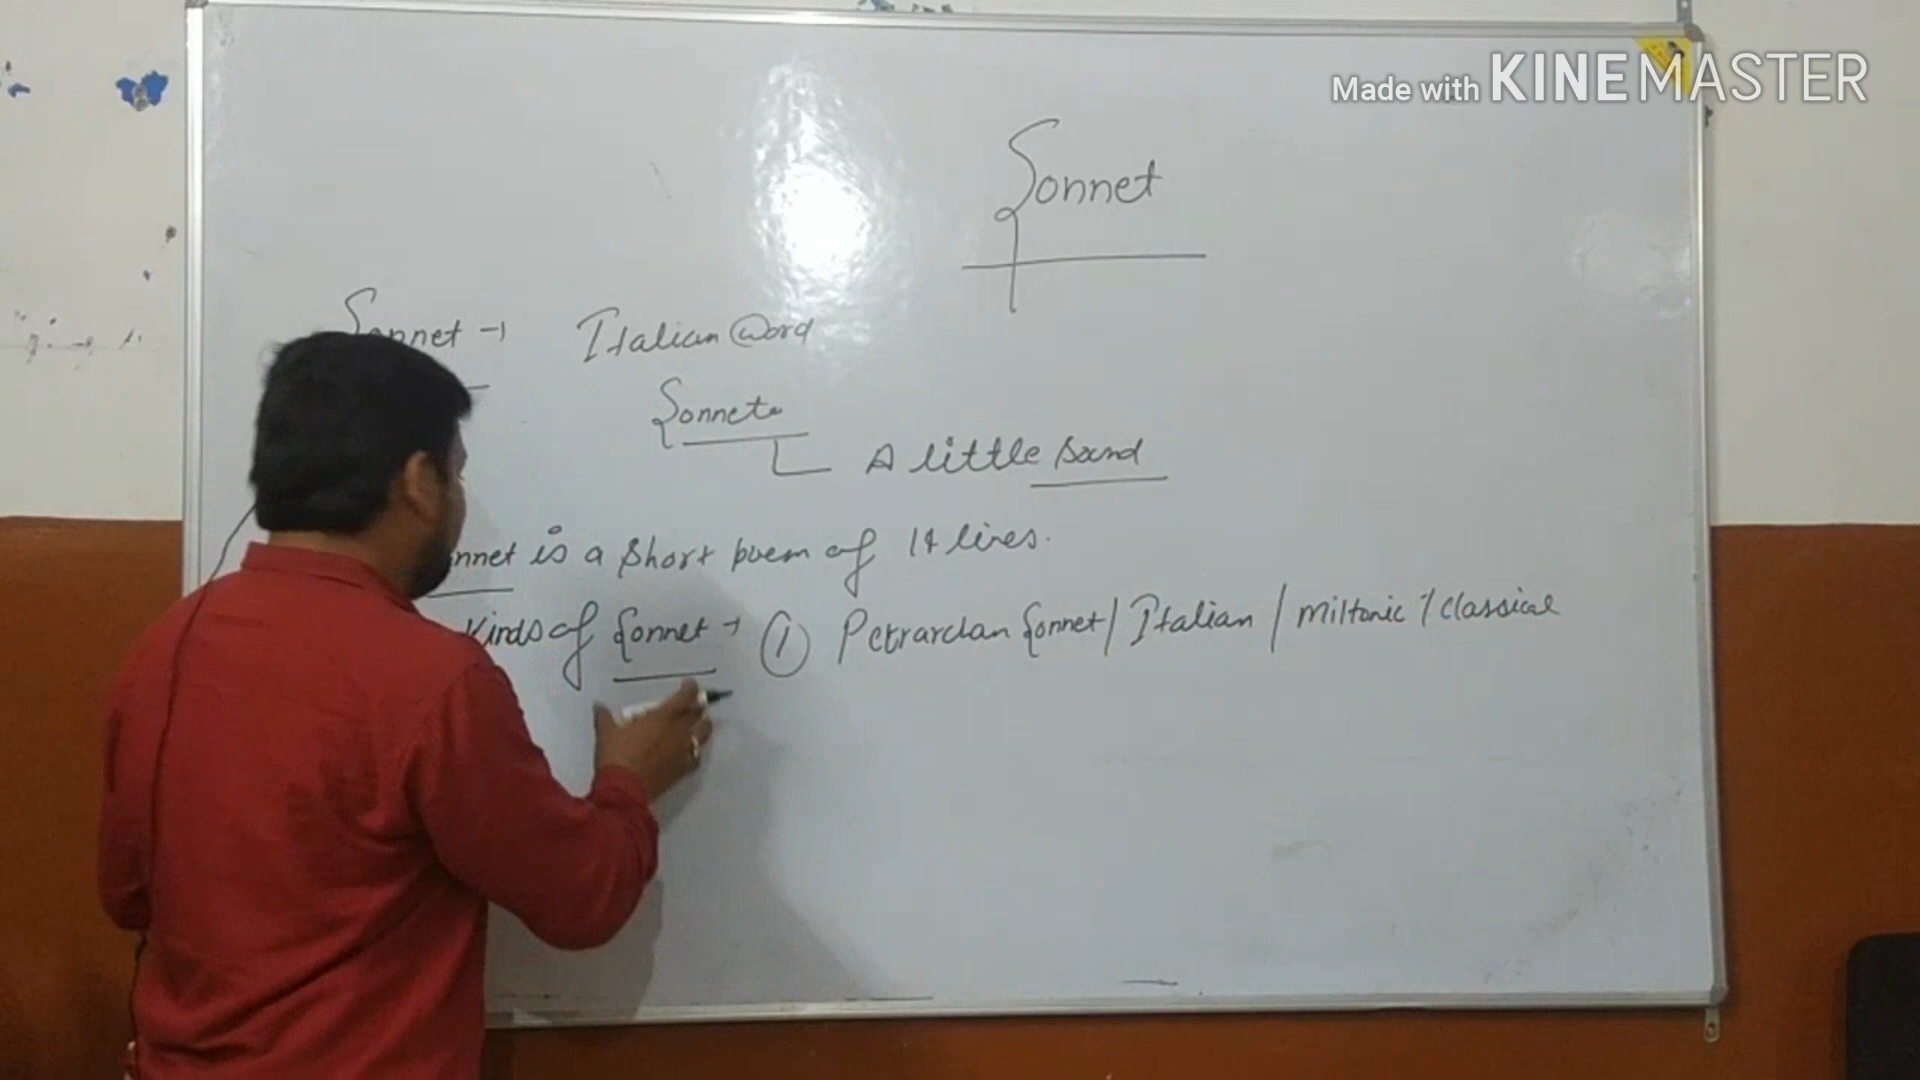 Made with KINEMASTER
Sonnet
Sonnet → Italian Word
Sonneto
A little sound
Sonnet is a short poem of 14 lines.
Kinds of Sonnet → ① Petrarchan Sonnet / Italian / Miltonic / Classical